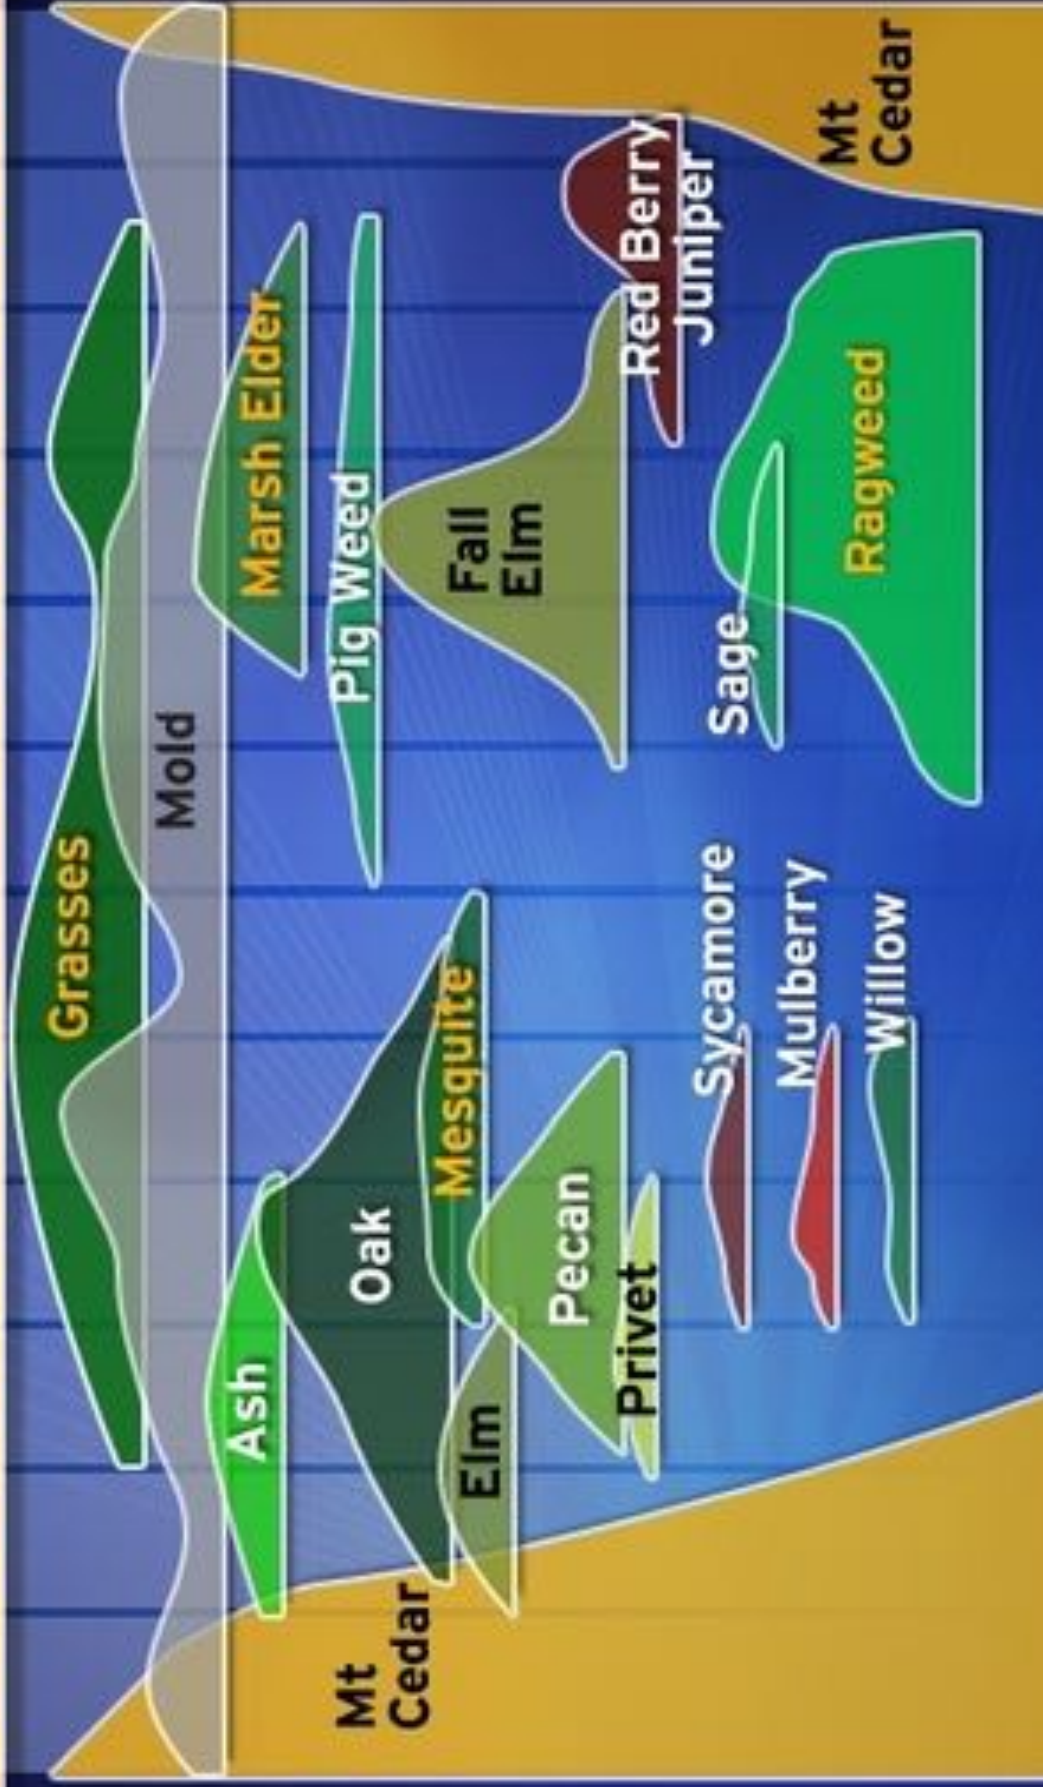 Grasses
Mold
Ash
Marsh Elder
Mt
Cedar
Oak
Pig Weed
Elm
Mesquite
Fall
Elm
Pecan
Privet
Red Berry
Juniper
Sycamore
Sage
Mulberry
Willow
Ragweed
Mt
Cedar